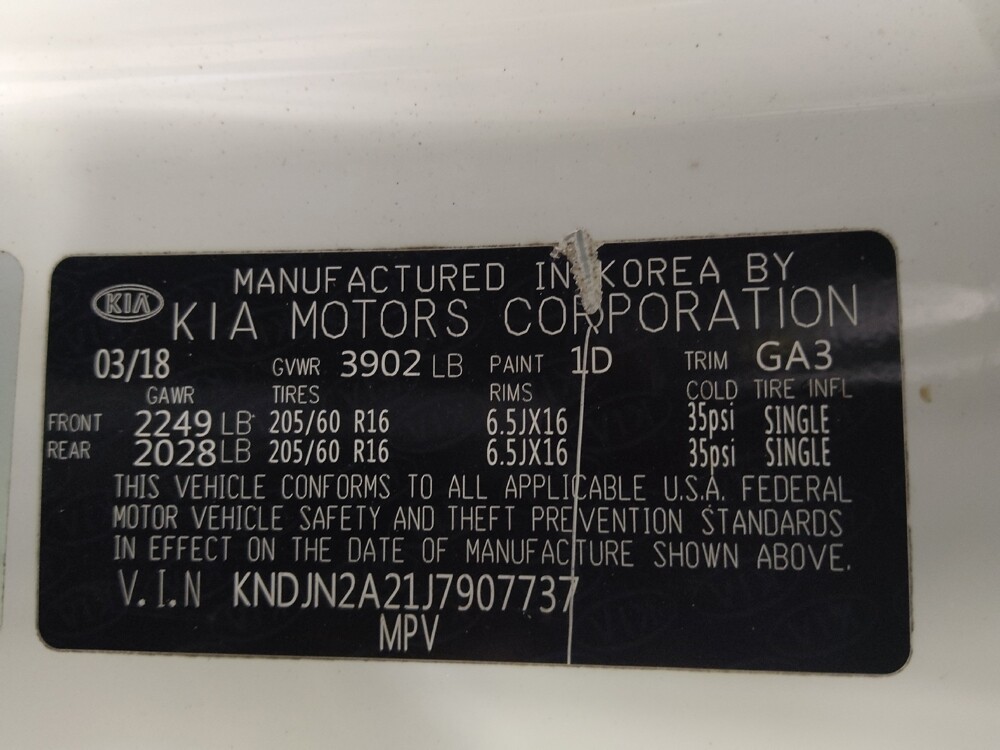 MANUFACTURED IN KOREA BY
KIA KIA MOTORS CORPORATION
03/18 GVWR 3902 LB PAINT 1D TRIM GA3
GAWR TIRES RIMS COLD TIRE INFL
FRONT 2249 LB 205/60 R16 6.5JX16 35psi SINGLE
REAR 2028 LB 205/60 R16 6.5JX16 35psi SINGLE
THIS VEHICLE CONFORMS TO ALL APPLICABLE U.S.A. FEDERAL
MOTOR VEHICLE SAFETY AND THEFT PREVENTION STANDARDS
IN EFFECT ON THE DATE OF MANUFACTURE SHOWN ABOVE.
V.I.N KNDJN2A21J7907737
MPV